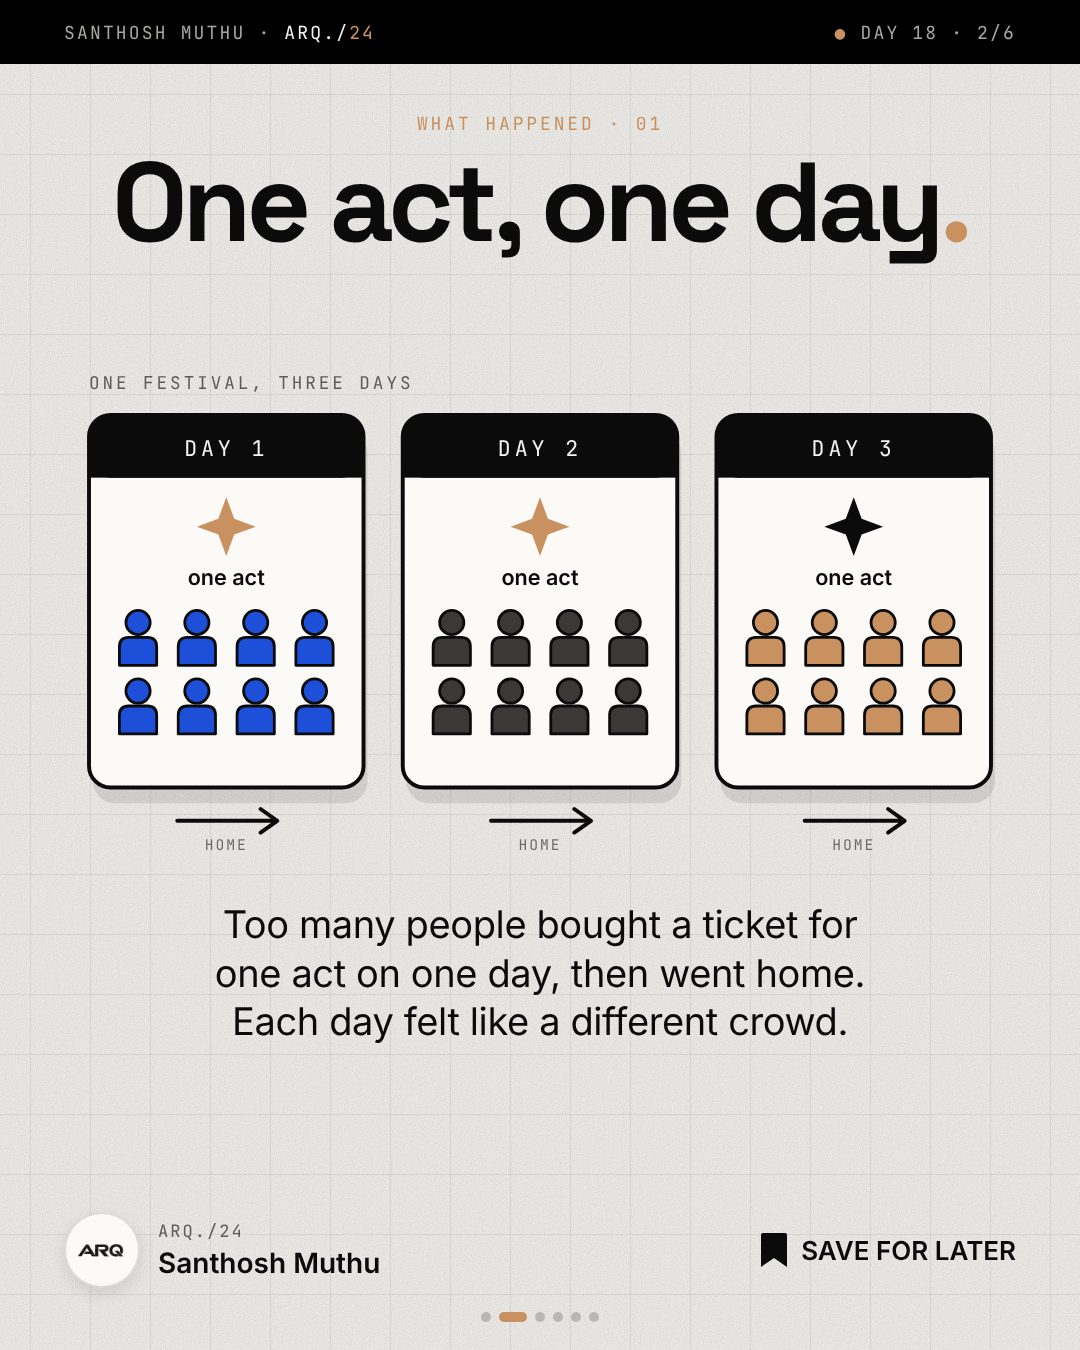 SANTHOSH MUTHU · ARQ./24
DAY 18 · 2/6
WHAT HAPPENED · 01
One act, one day.
ONE FESTIVAL, THREE DAYS
DAY 1
one act
HOME
DAY 2
one act
HOME
DAY 3
one act
HOME
Too many people bought a ticket for
one act on one day, then went home.
Each day felt like a different crowd.
ARQ
ARQ./24
Santhosh Muthu
SAVE FOR LATER